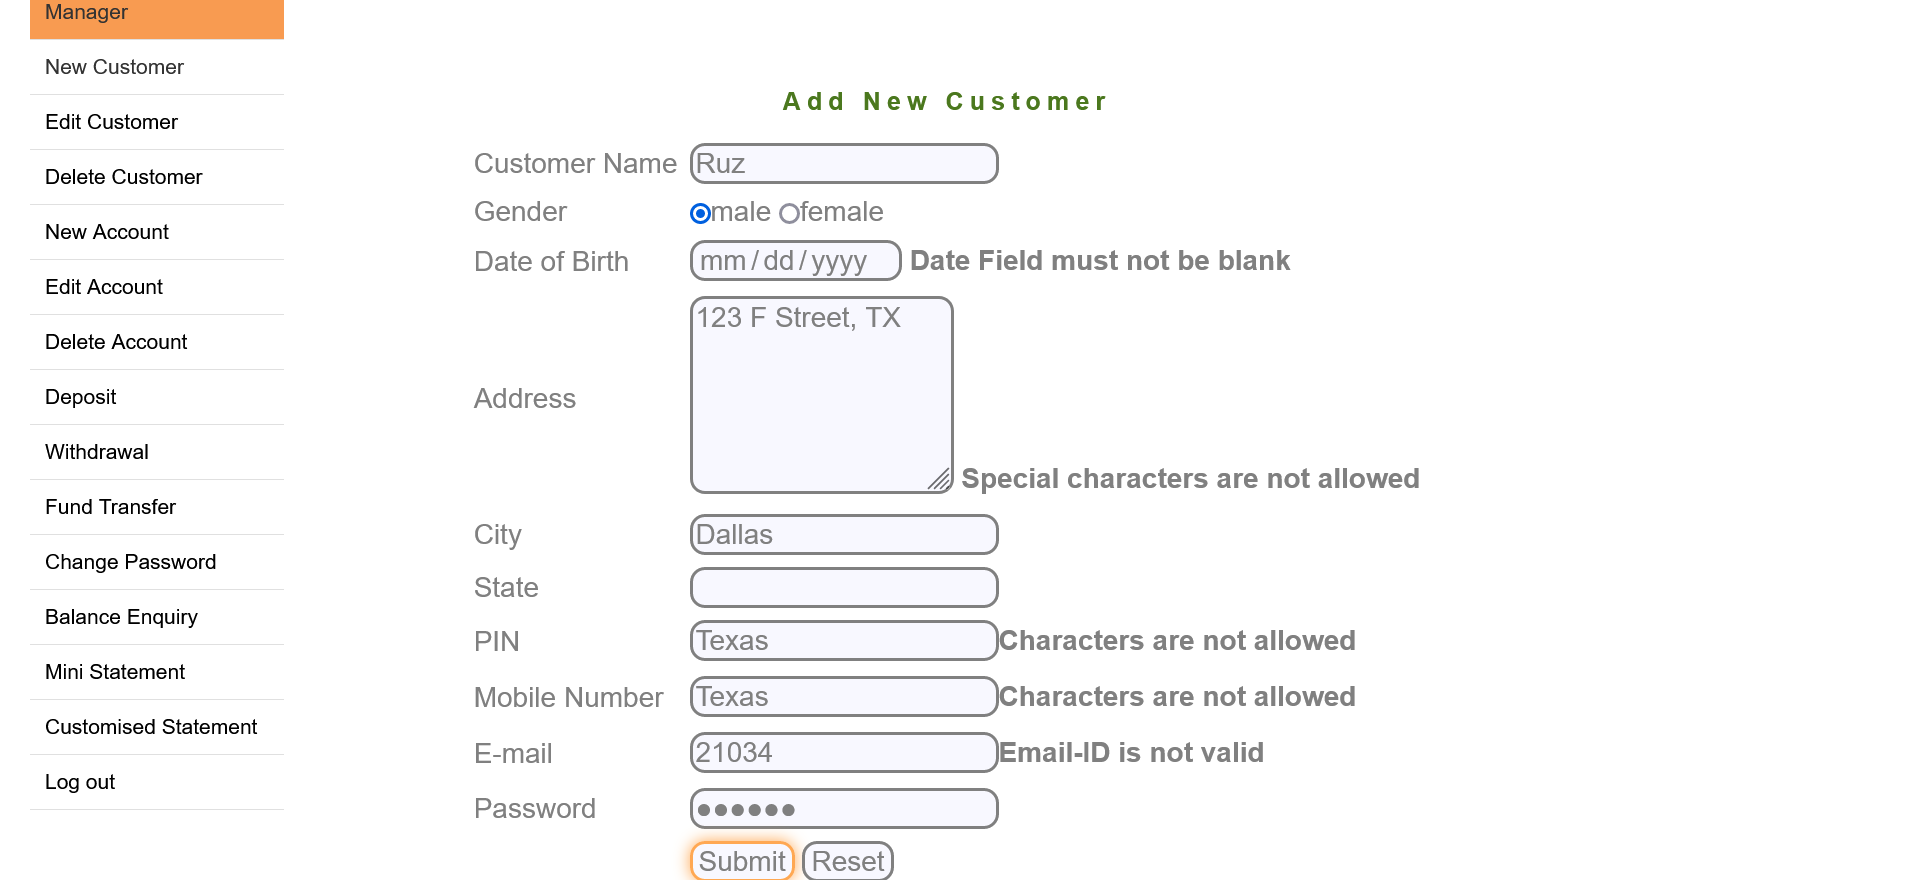 Manager
New Customer
Edit Customer
Delete Customer
New Account
Edit Account
Delete Account
Deposit
Withdrawal
Fund Transfer
Change Password
Balance Enquiry
Mini Statement
Customised Statement
Log out
Add New Customer
Customer Name Ruz
Gender male female
Date of Birth mm/dd/yyyy Date Field must not be blank
Address 123 F Street, TX Special characters are not allowed
City Dallas
State
PIN Texas Characters are not allowed
Mobile Number Texas Characters are not allowed
E-mail 21034 Email-ID is not valid
Password ●●●●●●
Submit Reset